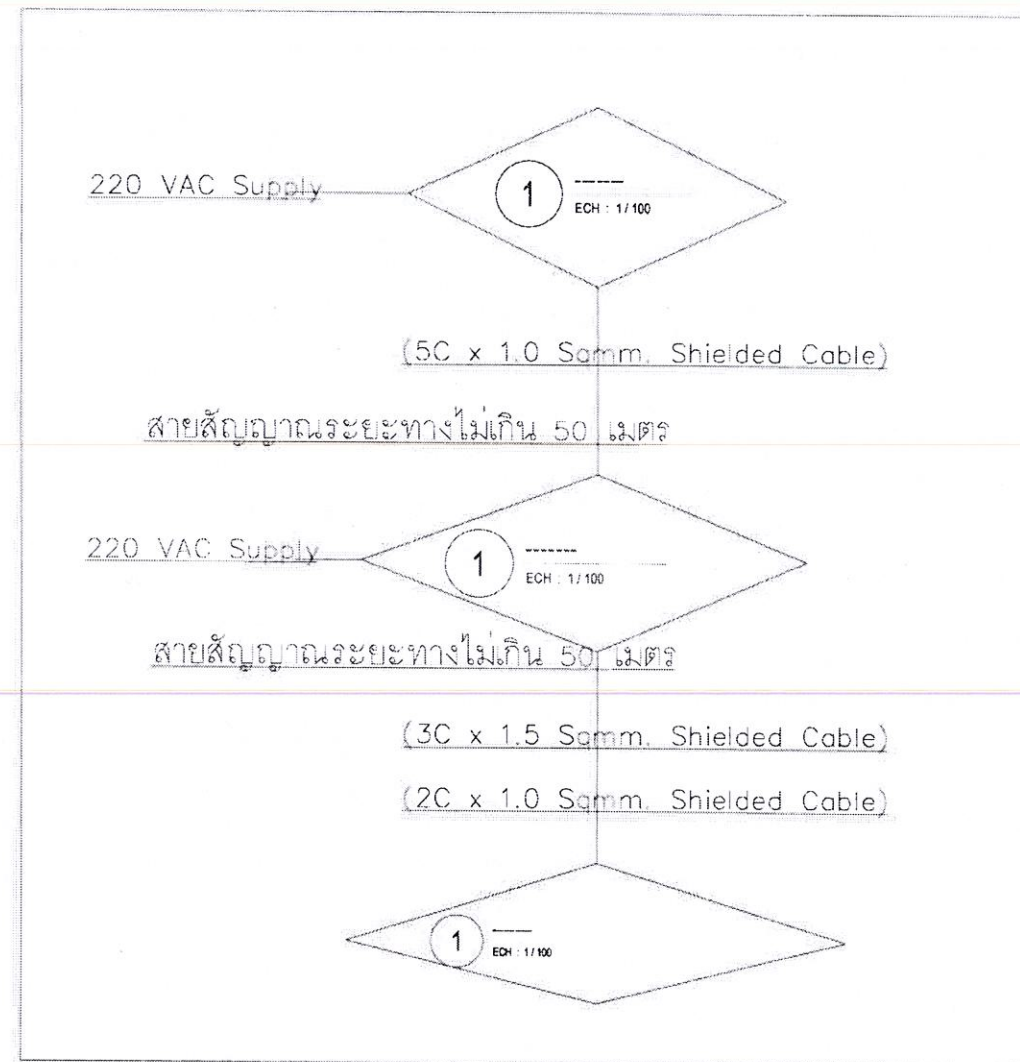 220 VAC Supply
1
ECH : 1/100
(5C x 1.0 Sqmm. Shielded Cable)
สายสัญญาณระยะทางไม่เกิน 50 เมตร
220 VAC Supply
1
ECH : 1/100
สายสัญญาณระยะทางไม่เกิน 50 เมตร
(3C x 1.5 Sqmm. Shielded Cable)
(2C x 1.0 Sqmm. Shielded Cable)
1
ECH : 1/100